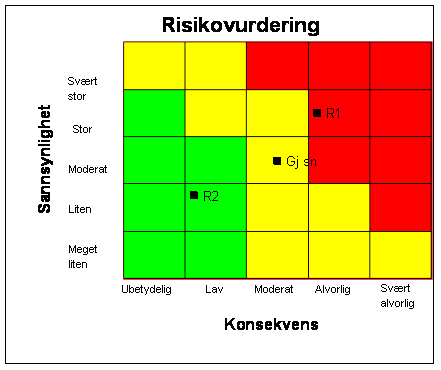 Risikovurdering
Sannsynlighet
Svært
stor
Stor
Moderat
Liten
Meget
liten
R1
Gj sn
R2
Ubetydelig
Lav
Moderat
Alvorlig
Svært
alvorlig
Konsekvens